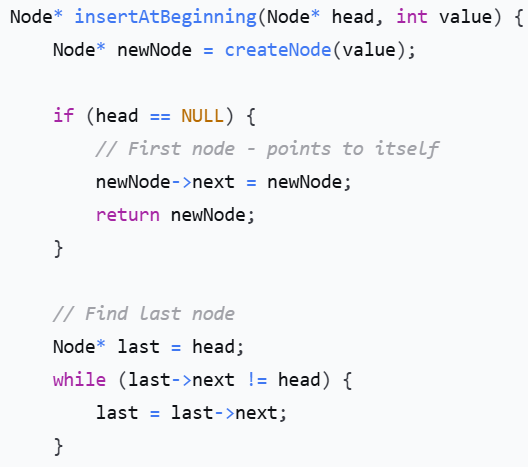 Node* insertAtBeginning(Node* head, int value) {
    Node* newNode = createNode(value);

    if (head == NULL) {
        // First node - points to itself
        newNode->next = newNode;
        return newNode;
    }

    // Find last node
    Node* last = head;
    while (last->next != head) {
        last = last->next;
    }